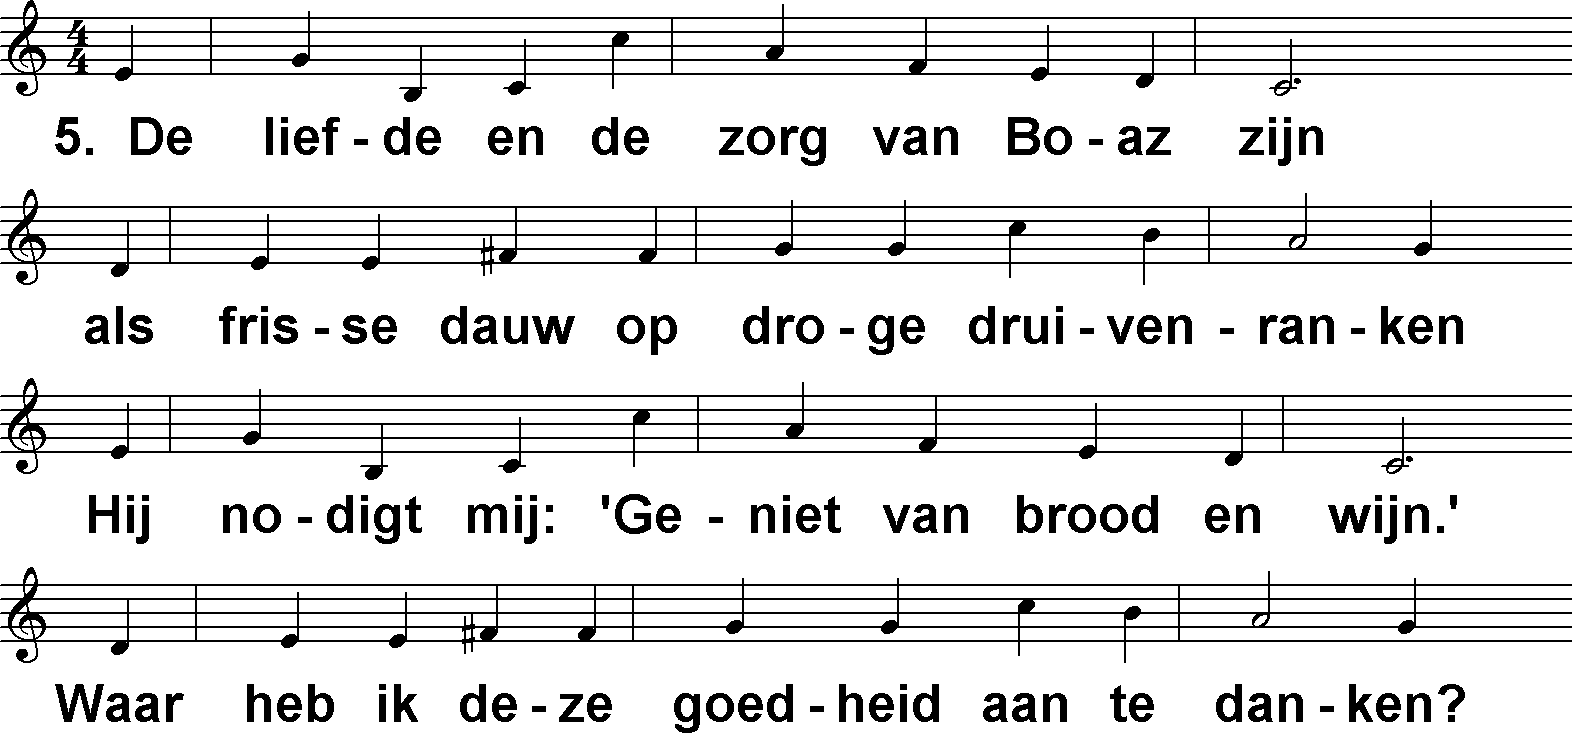 5. De lief - de en de zorg van Bo - az zijn
als fris - se dauw op dro - ge drui - ven - ran - ken
Hij no - digt mij: 'Ge - niet van brood en wijn.'
Waar heb ik de - ze goed - heid aan te dan - ken?